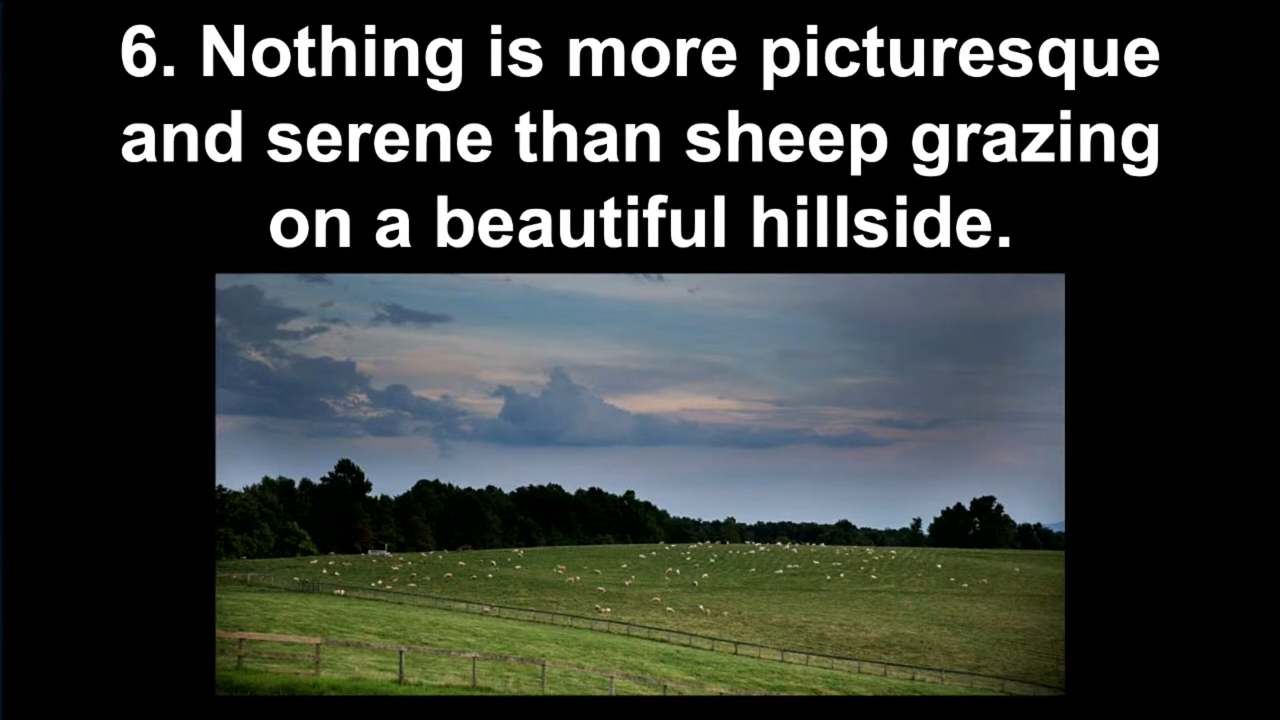 6. Nothing is more picturesque
and serene than sheep grazing
on a beautiful hillside.